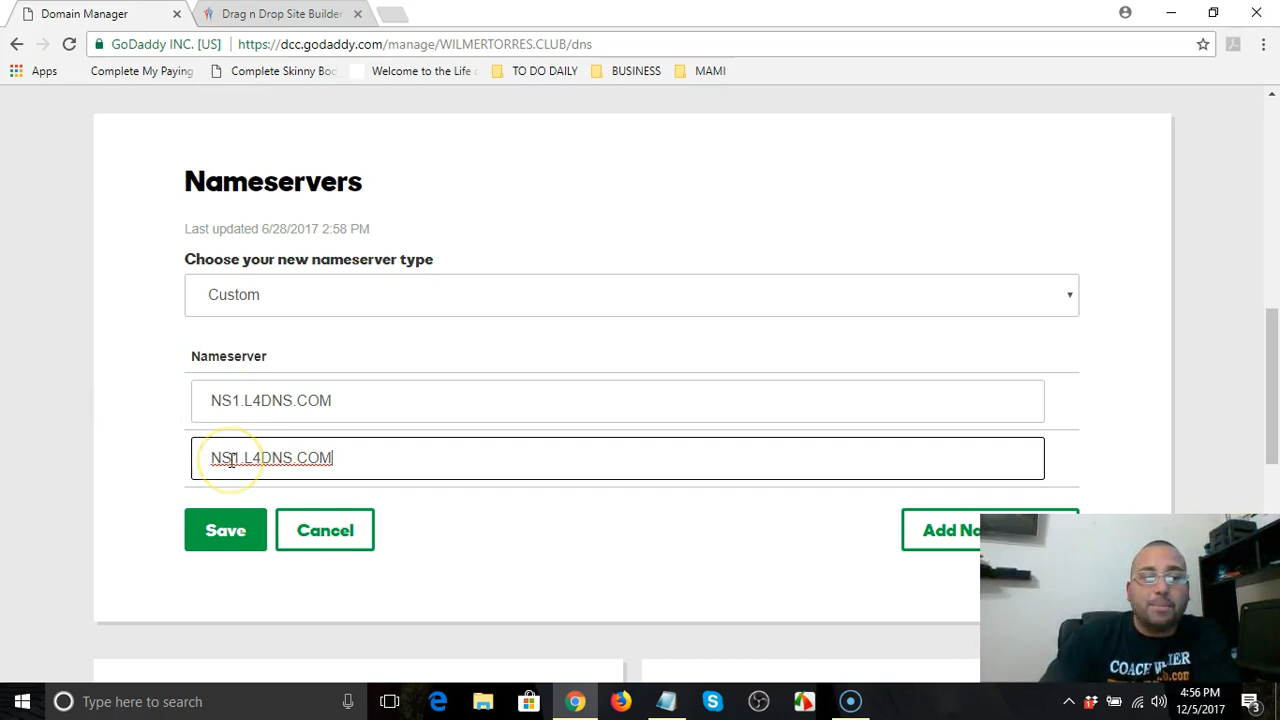 Domain Manager
Drag n Drop Site Builder
GoDaddy INC. [US]
https://dcc.godaddy.com/manage/WILMERTORRES.CLUB/dns
Apps
Complete My Paying
Complete Skinny Bod
Welcome to the Life
TO DO DAILY
BUSINESS
MAMI
Nameservers
Last updated 6/28/2017 2:58 PM
Choose your new nameserver type
Custom
Nameserver
NS1.L4DNS.COM
NS1.L4DNS.COM
Save
Cancel
Add
COACH
Type here to search
4:56 PM
12/5/2017
3